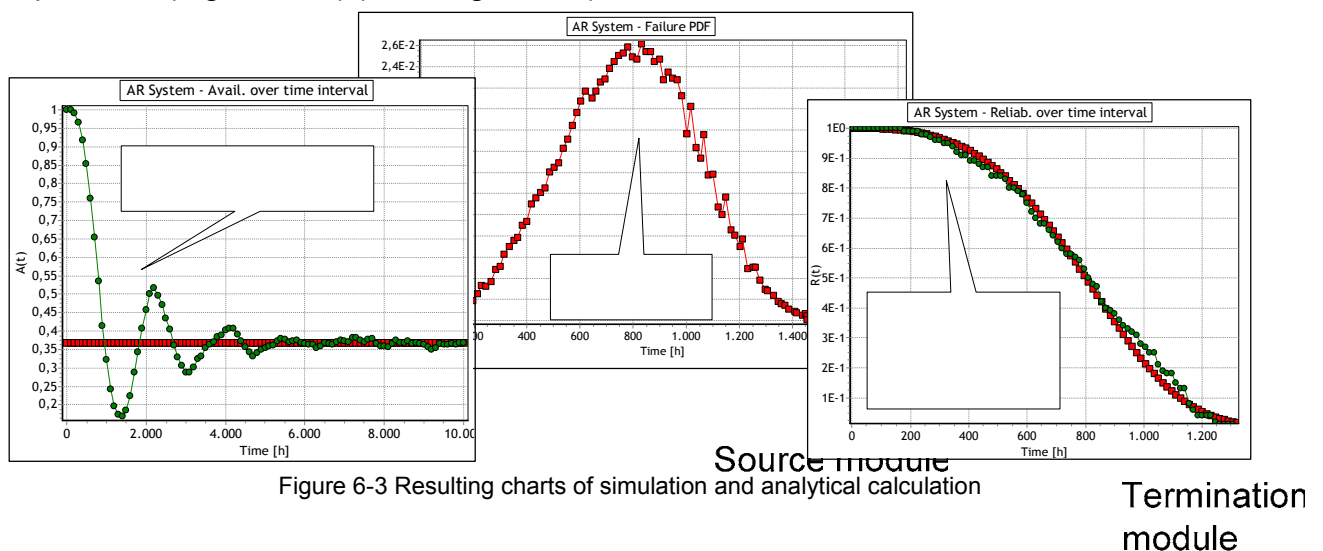 AR System - Failure PDF
2,6E-2
2,4E-2
400
600
800
1.000
1.200
1.400
Time [h]
AR System - Avail. over time interval
A(t)
1
0,95
0,9
0,85
0,8
0,75
0,7
0,65
0,6
0,55
0,5
0,45
0,4
0,35
0,3
0,25
0,2
0
2.000
4.000
6.000
8.000
10.00
Time [h]
AR System - Reliab. over time interval
R(t)
1E0
9E-1
8E-1
7E-1
6E-1
5E-1
4E-1
3E-1
2E-1
1E-1
0
200
400
600
800
1.000
1.200
Time [h]
Source module
Figure 6-3 Resulting charts of simulation and analytical calculation
Termination
module